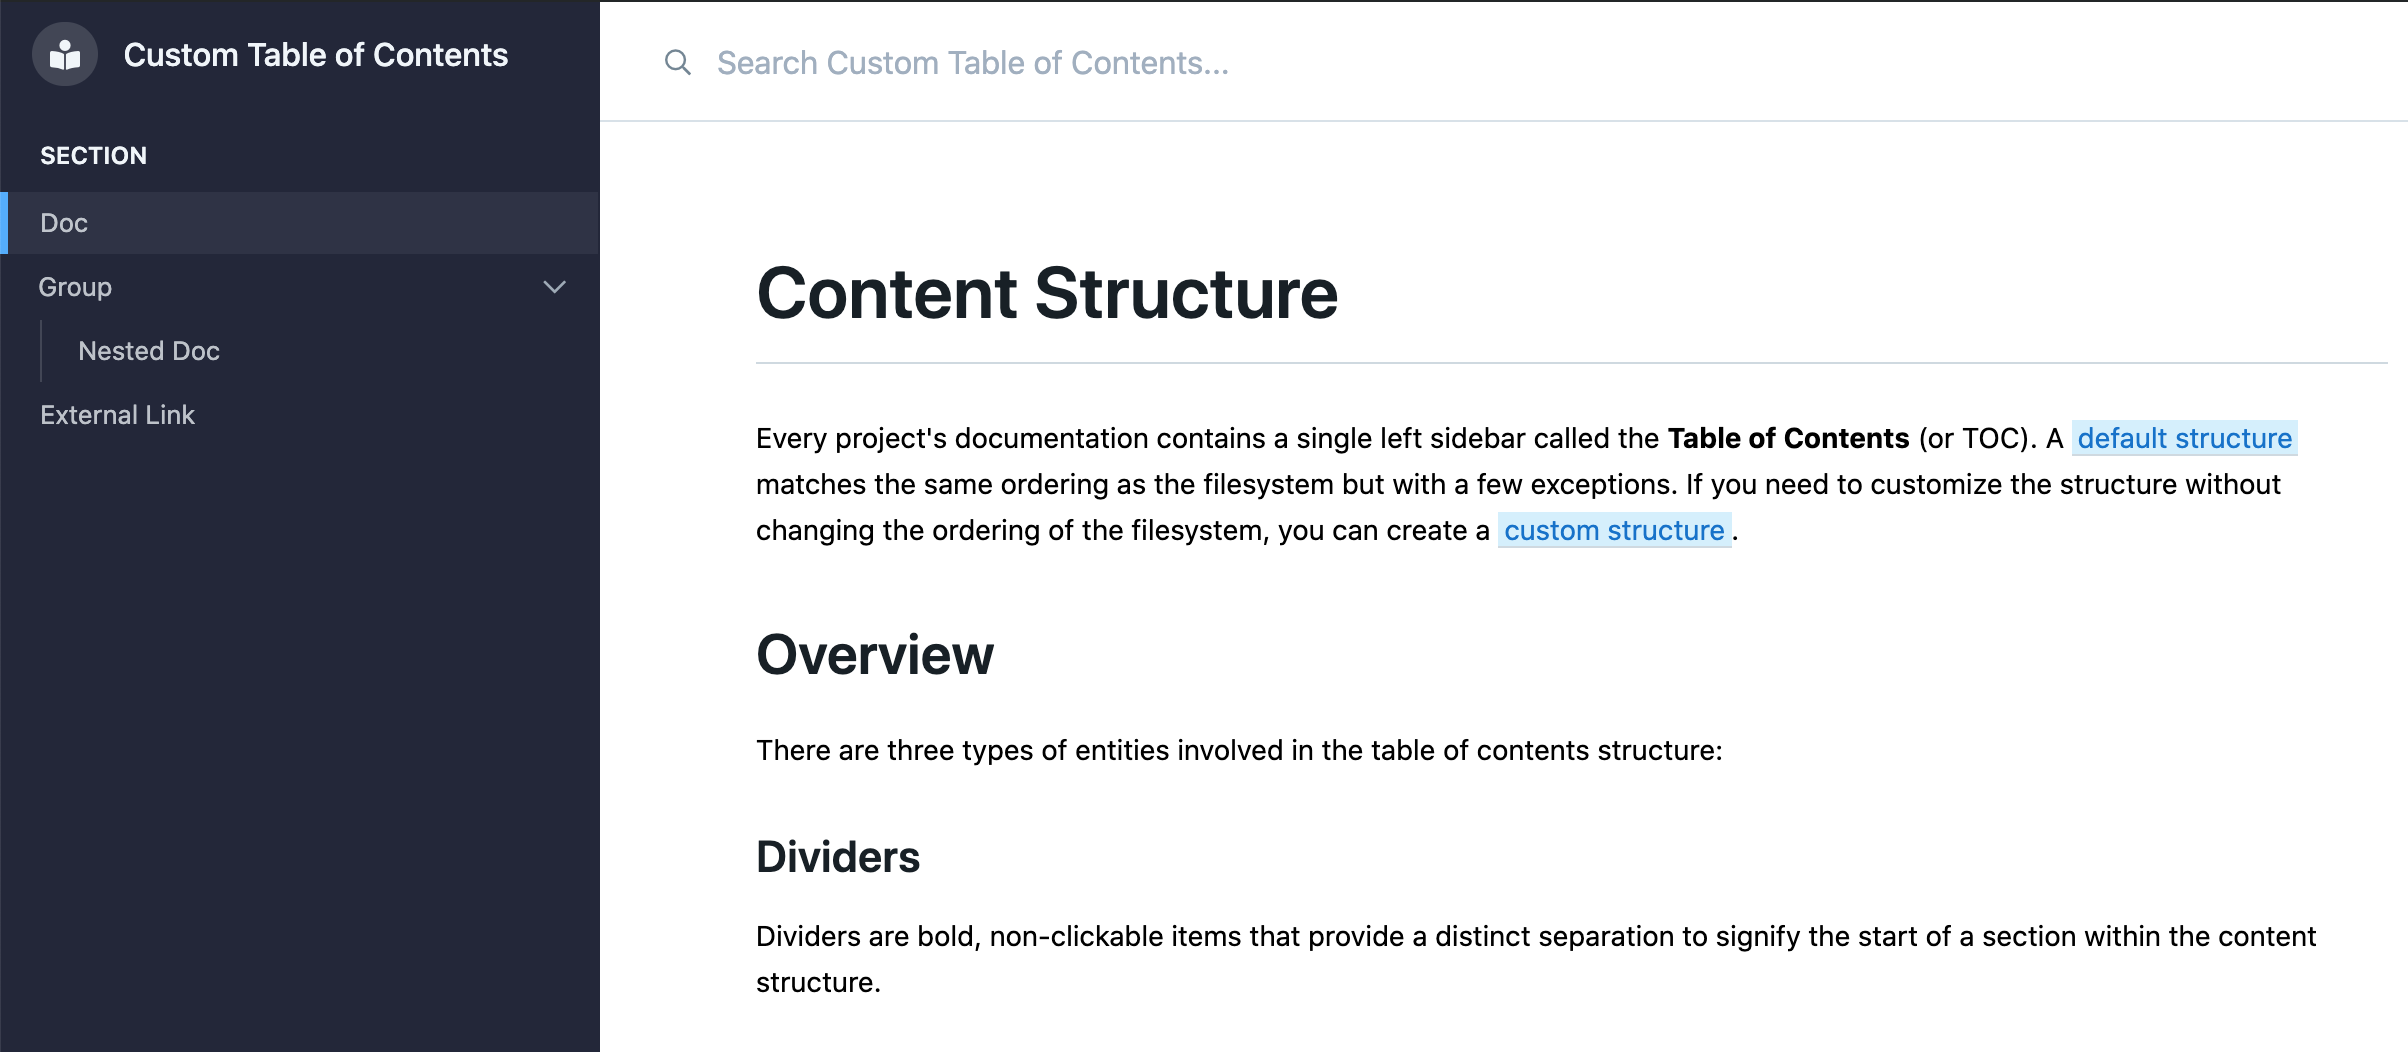 Custom Table of Contents
SECTION
Doc
Group
Nested Doc
External Link
Search Custom Table of Contents...
Content Structure
Every project's documentation contains a single left sidebar called the Table of Contents (or TOC). A default structure
matches the same ordering as the filesystem but with a few exceptions. If you need to customize the structure without
changing the ordering of the filesystem, you can create a custom structure.
Overview
There are three types of entities involved in the table of contents structure:
Dividers
Dividers are bold, non-clickable items that provide a distinct separation to signify the start of a section within the content
structure.